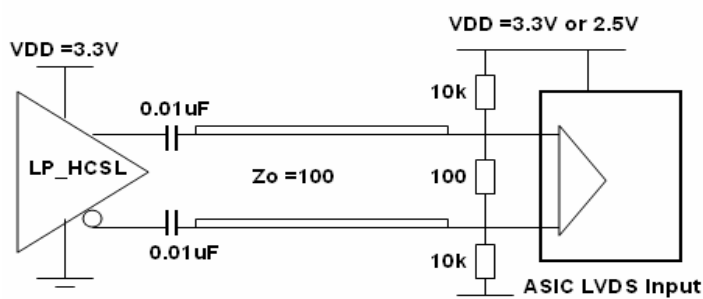 VDD =3.3V or 2.5V
VDD =3.3V
10k
0.01uF
LP_HCSL
Zo =100
100
0.01uF
10k
ASIC LVDS Input